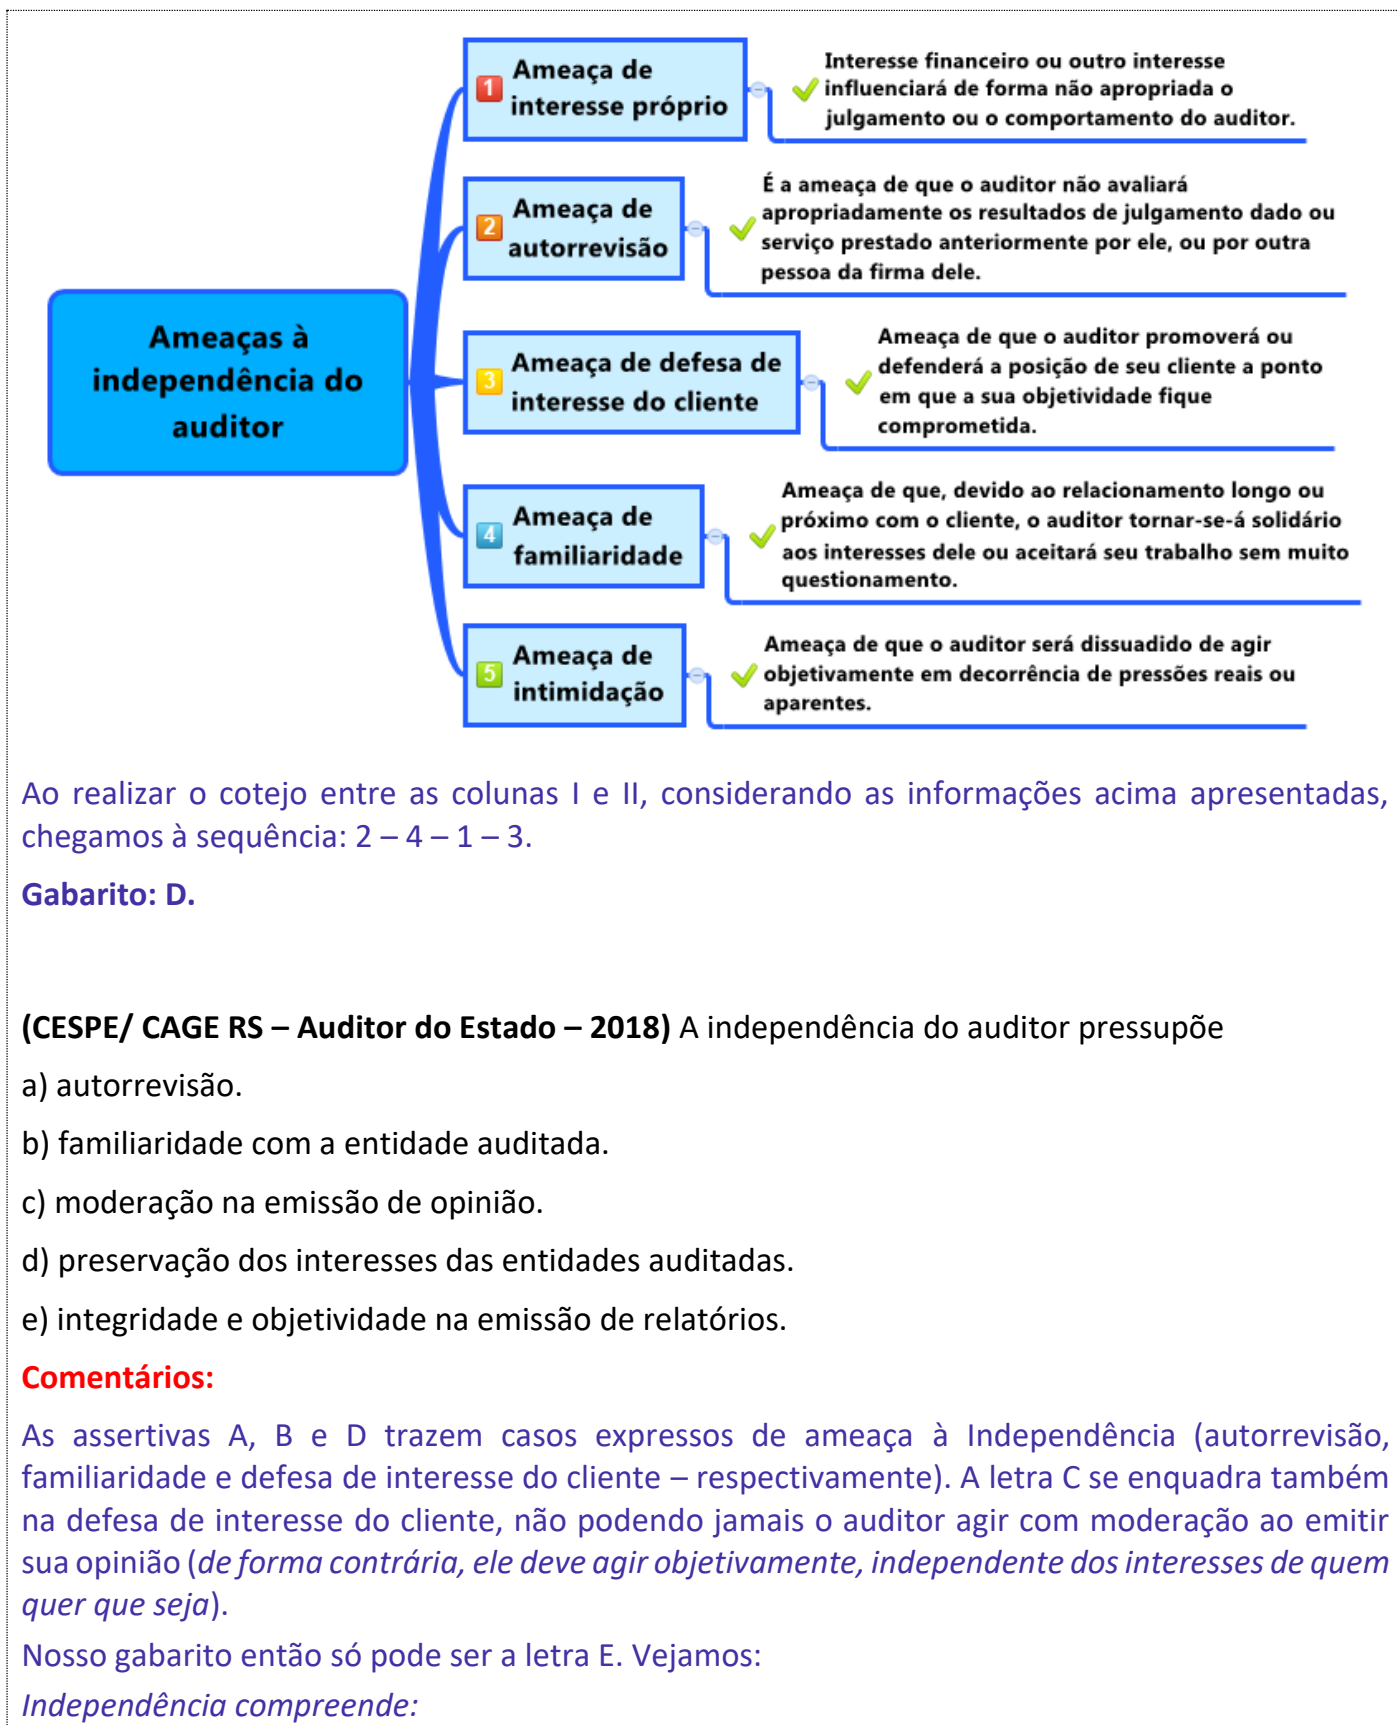 Ameaças à
independência do
auditor
1 Ameaça de
interesse próprio
Interesse financeiro ou outro interesse
influenciará de forma não apropriada o
julgamento ou o comportamento do auditor.
2 Ameaça de
autorrevisão
É a ameaça de que o auditor não avaliará
apropriadamente os resultados de julgamento dado ou
serviço prestado anteriormente por ele, ou por outra
pessoa da firma dele.
3 Ameaça de defesa de
interesse do cliente
Ameaça de que o auditor promoverá ou
defenderá a posição de seu cliente a ponto
em que a sua objetividade fique
comprometida.
4 Ameaça de
familiaridade
Ameaça de que, devido ao relacionamento longo ou
próximo com o cliente, o auditor tornar-se-á solidário
aos interesses dele ou aceitará seu trabalho sem muito
questionamento.
5 Ameaça de
intimidação
Ameaça de que o auditor será dissuadido de agir
objetivamente em decorrência de pressões reais ou
aparentes.
Ao realizar o cotejo entre as colunas I e II, considerando as informações acima apresentadas,
chegamos à sequência: 2 – 4 – 1 – 3.
Gabarito: D.
(CESPE/ CAGE RS – Auditor do Estado – 2018) A independência do auditor pressupõe
a) autorrevisão.
b) familiaridade com a entidade auditada.
c) moderação na emissão de opinião.
d) preservação dos interesses das entidades auditadas.
e) integridade e objetividade na emissão de relatórios.
Comentários:
As assertivas A, B e D trazem casos expressos de ameaça à Independência (autorrevisão,
familiaridade e defesa de interesse do cliente – respectivamente). A letra C se enquadra também
na defesa de interesse do cliente, não podendo jamais o auditor agir com moderação ao emitir
sua opinião (de forma contrária, ele deve agir objetivamente, independente dos interesses de quem
quer que seja).
Nosso gabarito então só pode ser a letra E. Vejamos:
Independência compreende: